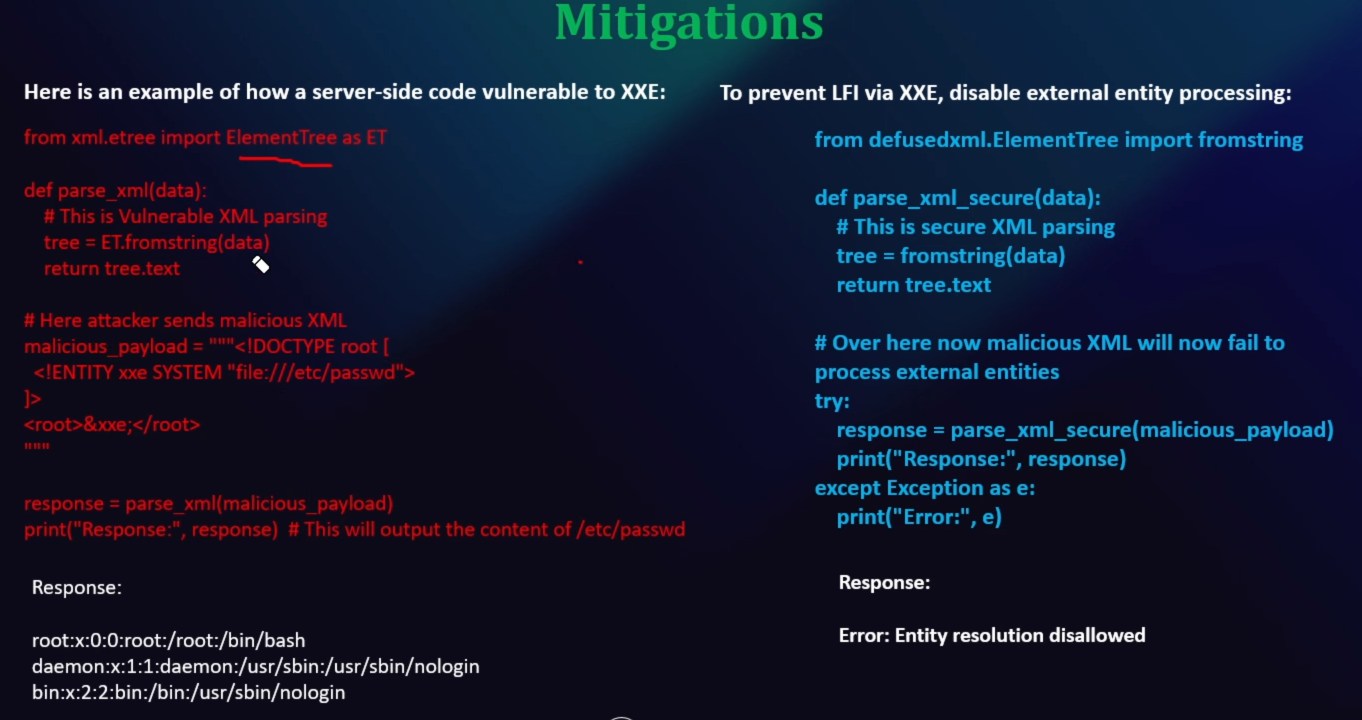 Mitigations
Here is an example of how a server-side code vulnerable to XXE:
from xml.etree import ElementTree as ET
def parse_xml(data):
# This is Vulnerable XML parsing
tree = ET.fromstring(data)
return tree.text
# Here attacker sends malicious XML
malicious_payload = """<!DOCTYPE root [
<!ENTITY xxe SYSTEM "file:///etc/passwd">
]>
<root>&xxe;</root>
"""
response = parse_xml(malicious_payload)
print("Response:", response)  # This will output the content of /etc/passwd
Response:
root:x:0:0:root:/root:/bin/bash
daemon:x:1:1:daemon:/usr/sbin:/usr/sbin/nologin
bin:x:2:2:bin:/bin:/usr/sbin/nologin
To prevent LFI via XXE, disable external entity processing:
from defusedxml.ElementTree import fromstring
def parse_xml_secure(data):
# This is secure XML parsing
tree = fromstring(data)
return tree.text
# Over here now malicious XML will now fail to
process external entities
try:
response = parse_xml_secure(malicious_payload)
print("Response:", response)
except Exception as e:
print("Error:", e)
Response:
Error: Entity resolution disallowed